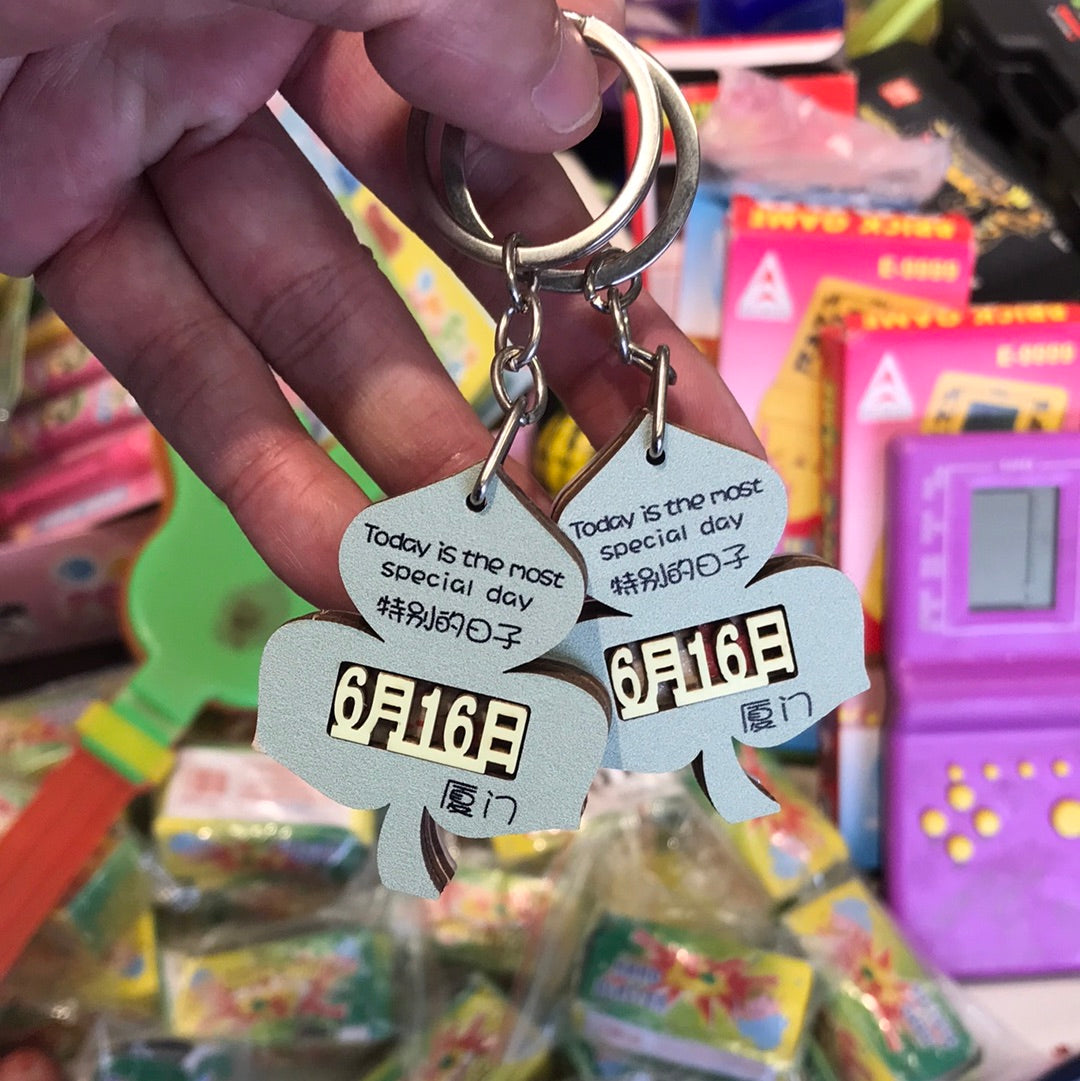 Today is the most
special day
特别的日子
6月16日
厦门
Today is the most
special day
特别的日子
6月16日
厦门
BRICK GAME
E-9999
BRICK GAME
E-9999